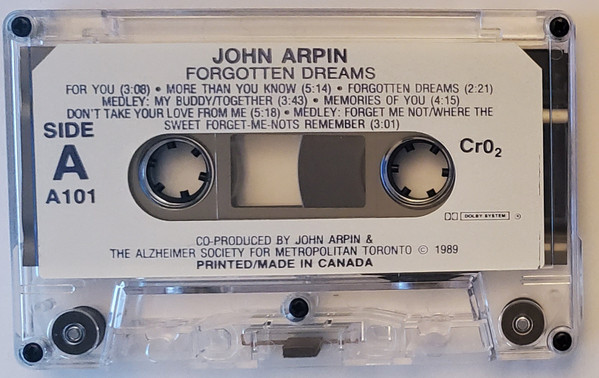 JOHN ARPIN
FORGOTTEN DREAMS
FOR YOU (3:08) • MORE THAN YOU KNOW (5:14) • FORGOTTEN DREAMS (2:21)
MEDLEY: MY BUDDY/TOGETHER (3:43) • MEMORIES OF YOU (4:15)
DON'T TAKE YOUR LOVE FROM ME (5:18) • MEDLEY: FORGET ME NOT/WHERE THE
SWEET FORGET-ME-NOTS REMEMBER (3:01)
SIDE
A
A101
CrO2
DOLBY SYSTEM ®
CO-PRODUCED BY JOHN ARPIN &
THE ALZHEIMER SOCIETY FOR METROPOLITAN TORONTO © 1989
PRINTED/MADE IN CANADA